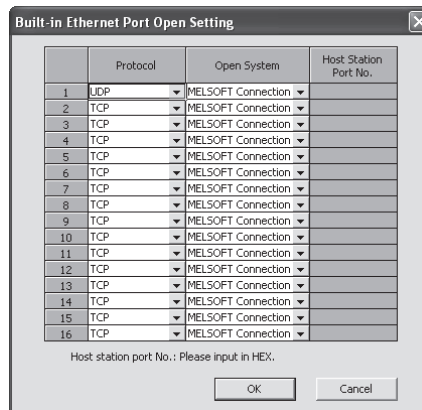 Built-in Ethernet Port Open Setting
Protocol Open System Host Station Port No.
1 UDP MELSOFT Connection
2 TCP MELSOFT Connection
3 TCP MELSOFT Connection
4 TCP MELSOFT Connection
5 TCP MELSOFT Connection
6 TCP MELSOFT Connection
7 TCP MELSOFT Connection
8 TCP MELSOFT Connection
9 TCP MELSOFT Connection
10 TCP MELSOFT Connection
11 TCP MELSOFT Connection
12 TCP MELSOFT Connection
13 TCP MELSOFT Connection
14 TCP MELSOFT Connection
15 TCP MELSOFT Connection
16 TCP MELSOFT Connection
Host station port No.: Please input in HEX.
OK Cancel